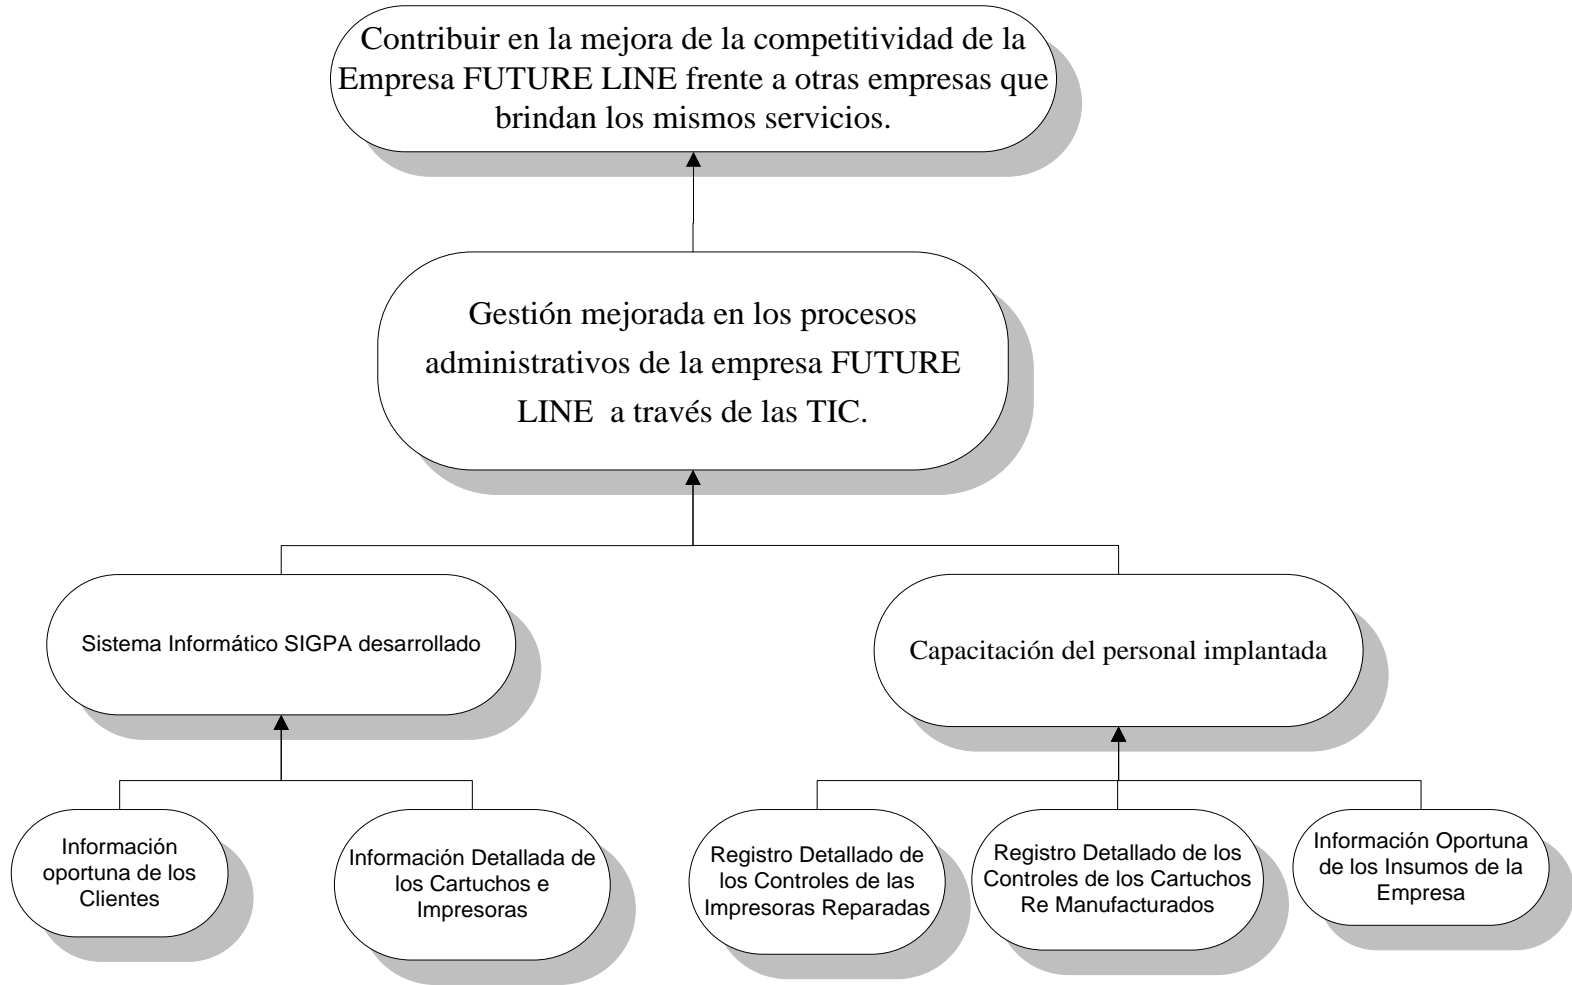 Contribuir en la mejora de la competitividad de la
Empresa FUTURE LINE frente a otras empresas que
brindan los mismos servicios.
Gestión mejorada en los procesos
administrativos de la empresa FUTURE
LINE a través de las TIC.
Sistema Informático SIGPA desarrollado
Capacitación del personal implantada
Información
oportuna de los
Clientes
Información Detallada de
los Cartuchos e
Impresoras
Registro Detallado de
los Controles de las
Impresoras Reparadas
Registro Detallado de los
Controles de los Cartuchos
Re Manufacturados
Información Oportuna
de los Insumos de la
Empresa